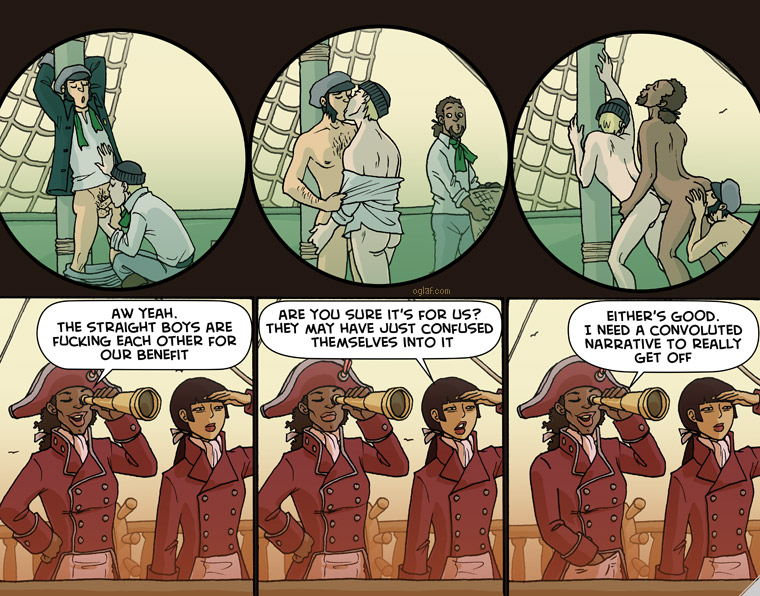 oglaf.com
AW YEAH.
THE STRAIGHT BOYS ARE
FUCKING EACH OTHER FOR
OUR BENEFIT
ARE YOU SURE IT'S FOR US?
THEY MAY HAVE JUST CONFUSED
THEMSELVES INTO IT
EITHER'S GOOD.
I NEED A CONVOLUTED
NARRATIVE TO REALLY
GET OFF